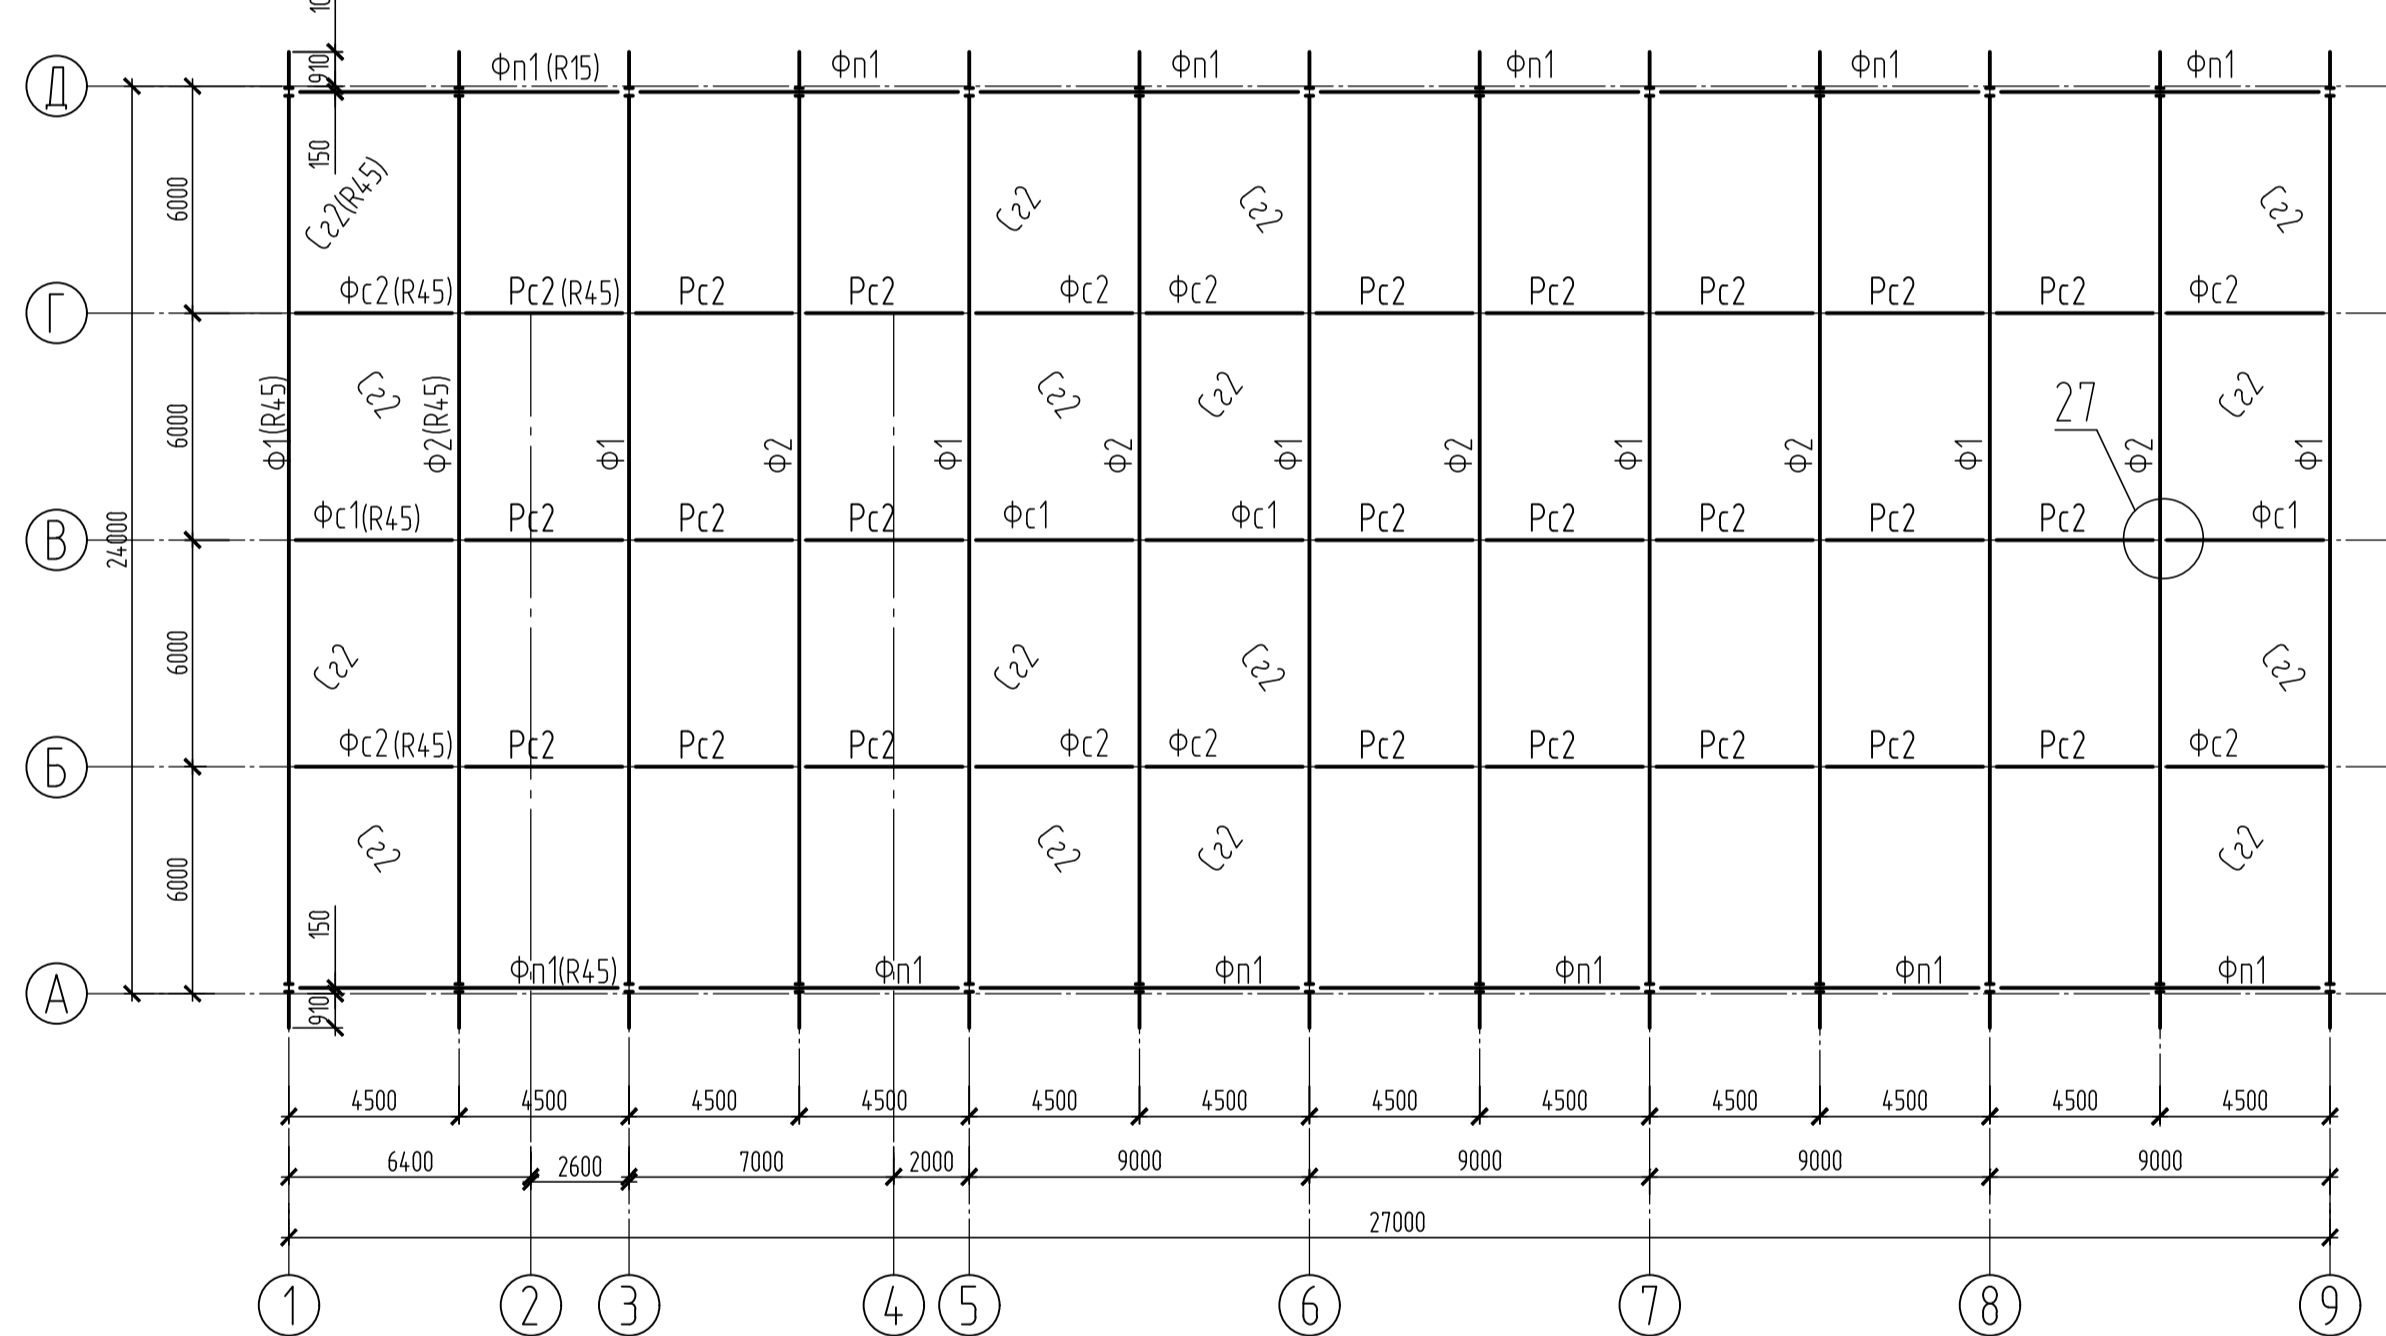 10
910
Д
Фп1 (R15) Фп1 Фп1 Фп1 Фп1 Фп1
150
6000
Сг2(R45) Сг2 Сг2 Сг2
Г
Фс2 (R45) Рс2 (R45) Рс2 Рс2 Фс2 Фс2 Рс2 Рс2 Рс2 Рс2 Рс2 Фс2
6000
Сг2 Сг2 Сг2 Сг2
27
Ф1(R45) Ф2(R45) Ф1 Ф2 Ф1 Ф2 Ф1 Ф2 Ф1 Ф2 Ф1 Ф2 Ф1
В
24000
Фс1(R45) Рс2 Рс2 Рс2 Фс1 Фс1 Рс2 Рс2 Рс2 Рс2 Рс2 Фс1
6000
Сг2 Сг2 Сг2 Сг2
Б
Фс2 (R45) Рс2 Рс2 Рс2 Фс2 Фс2 Рс2 Рс2 Рс2 Рс2 Рс2 Фс2
6000
Сг2 Сг2 Сг2 Сг2
150
Фп1(R45) Фп1 Фп1 Фп1 Фп1 Фп1
А
910
4500 4500 4500 4500 4500 4500 4500 4500 4500 4500 4500 4500
6400 2600 7000 2000 9000 9000 9000 9000
27000
1 2 3 4 5 6 7 8 9